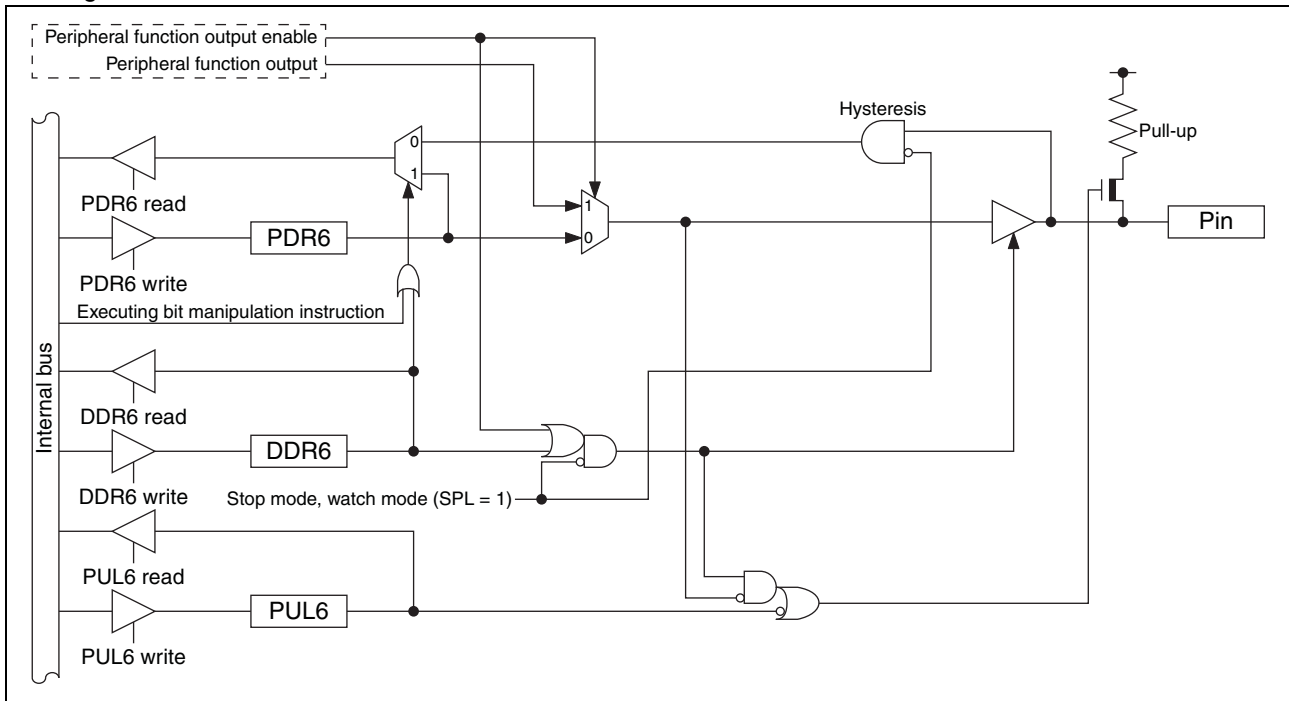 Peripheral function output enable
Peripheral function output
Hysteresis
Pull-up
0
1
PDR6 read
1
0
PDR6
Pin
PDR6 write
Executing bit manipulation instruction
Internal bus
DDR6 read
DDR6
DDR6 write
Stop mode, watch mode (SPL = 1)
PUL6 read
PUL6
PUL6 write